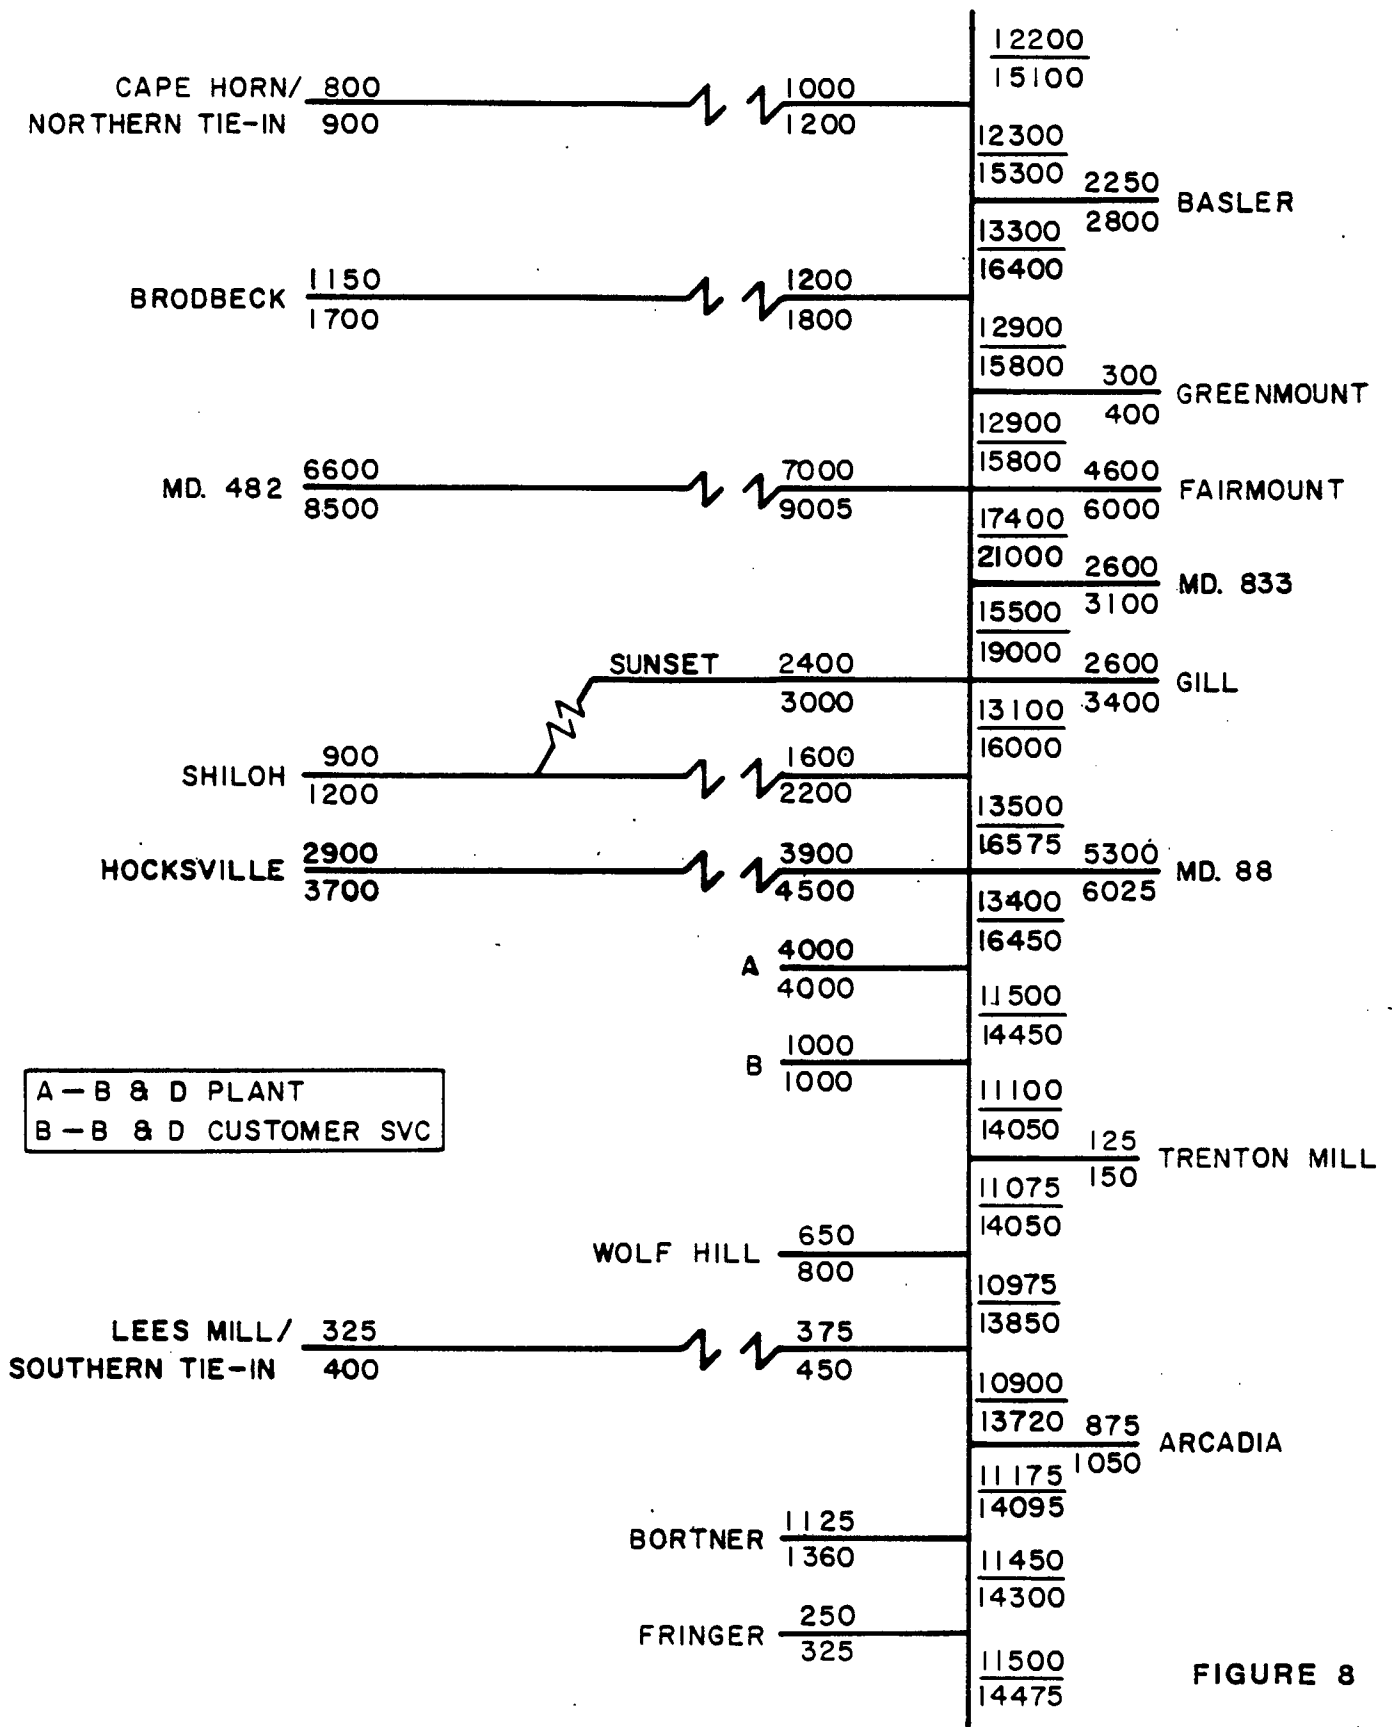 12200
15100
CAPE HORN/ 800 1000
NORTHERN TIE-IN 900 1200
12300
15300
2250
BASLER
2800
13300
16400
1150 1200
BRODBECK
1700 1800
12900
15800
300
GREENMOUNT
400
12900
15800
6600 7000 4600
MD. 482 FAIRMOUNT
8500 9005 6000
17400
21000
2600
MD. 833
3100
15500
19000
SUNSET 2400 2600
GILL
3000 3400
13100
16000
900 1600
SHILOH
1200 2200
13500
16575
2900 3900 5300
HOCKSVILLE MD. 88
3700 4500 6025
13400
16450
4000
A
4000
11500
14450
1000
B
1000
A – B & D PLANT
B – B & D CUSTOMER SVC
11100
14050
125
TRENTON MILL
150
11075
14050
650
WOLF HILL
800
10975
13850
LEES MILL/ 325 375
SOUTHERN TIE-IN 400 450
10900
13720
875
ARCADIA
1050
11175
14095
1125
BORTNER
1360
11450
14300
250
FRINGER
325
11500
14475
FIGURE 8